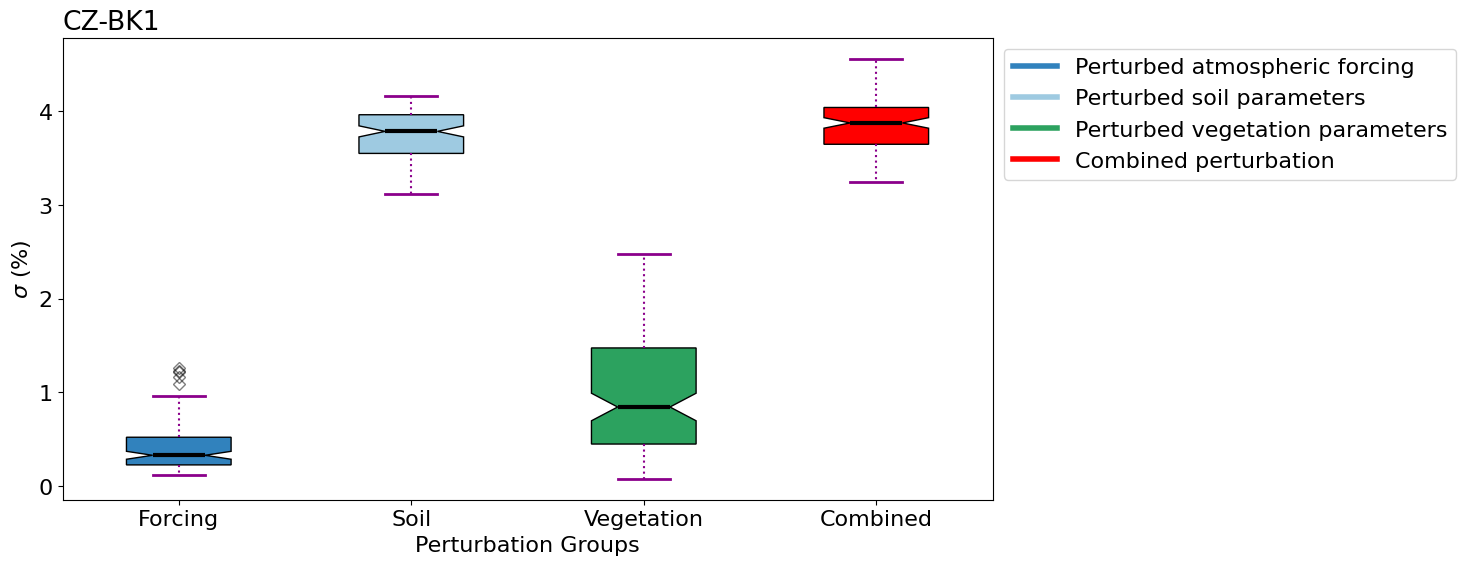 CZ-BK1
σ (%)
4
3
2
1
0
Forcing Soil Vegetation Combined
Perturbation Groups
Perturbed atmospheric forcing
Perturbed soil parameters
Perturbed vegetation parameters
Combined perturbation